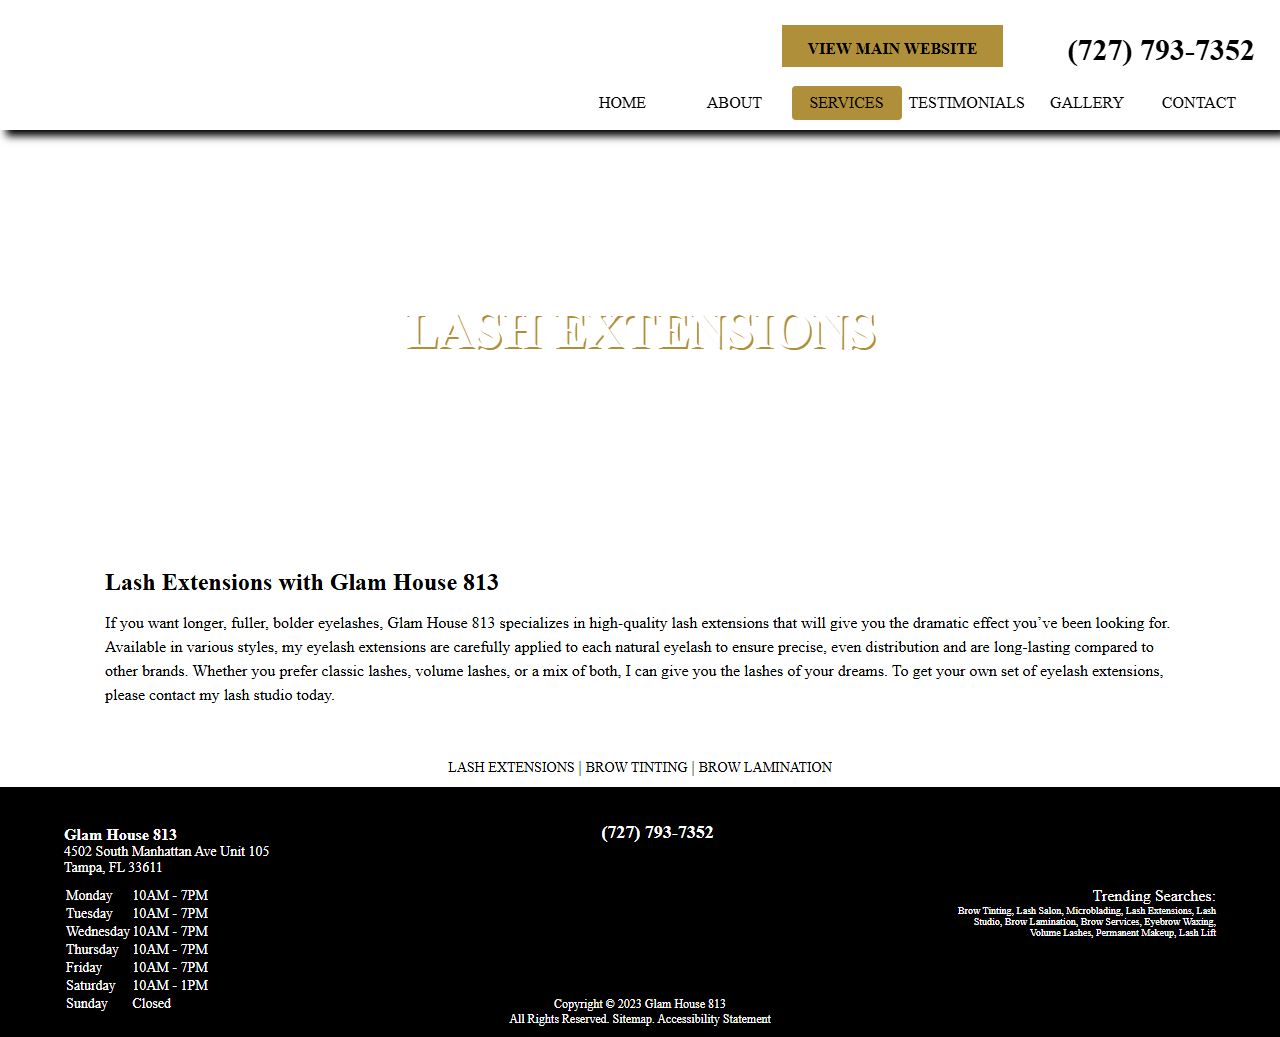 VIEW MAIN WEBSITE
(727) 793-7352
HOME ABOUT SERVICES TESTIMONIALS GALLERY CONTACT
LASH EXTENSIONS
Lash Extensions with Glam House 813
If you want longer, fuller, bolder eyelashes, Glam House 813 specializes in high-quality lash extensions that will give you the dramatic effect you’ve been looking for.
Available in various styles, my eyelash extensions are carefully applied to each natural eyelash to ensure precise, even distribution and are long-lasting compared to
other brands. Whether you prefer classic lashes, volume lashes, or a mix of both, I can give you the lashes of your dreams. To get your own set of eyelash extensions,
please contact my lash studio today.
LASH EXTENSIONS | BROW TINTING | BROW LAMINATION
Glam House 813
4502 South Manhattan Ave Unit 105
Tampa, FL 33611
Monday 10AM - 7PM
Tuesday 10AM - 7PM
Wednesday 10AM - 7PM
Thursday 10AM - 7PM
Friday 10AM - 7PM
Saturday 10AM - 1PM
Sunday Closed
(727) 793-7352
Trending Searches:
Brow Tinting, Lash Salon, Microblading, Lash Extensions, Lash
Studio, Brow Lamination, Brow Services, Eyebrow Waxing,
Volume Lashes, Permanent Makeup, Lash Lift
Copyright © 2023 Glam House 813
All Rights Reserved. Sitemap. Accessibility Statement